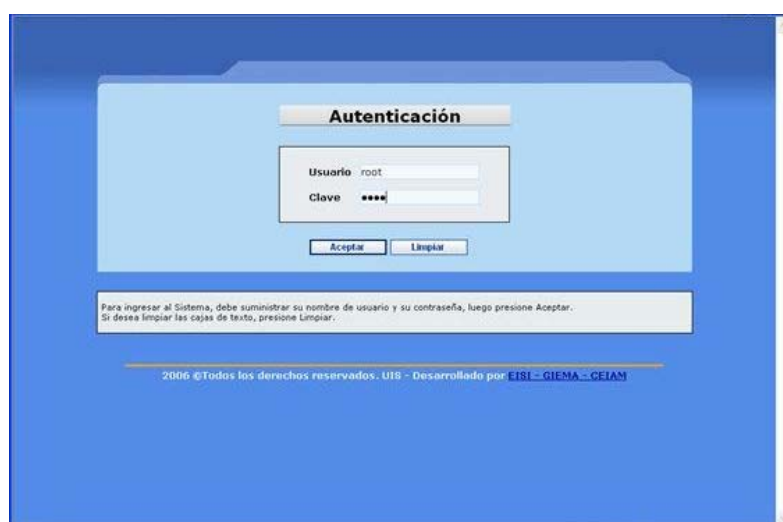 Autenticación
Usuario root
Clave ••••
Aceptar Limpiar
Para ingresar al Sistema, debe suministrar su nombre de usuario y su contraseña, luego presione Aceptar.
Si desea limpiar las cajas de texto, presione Limpiar.
2006 ©Todos los derechos reservados. UIS - Desarrollado por EISI - GIEMA - CEIAM